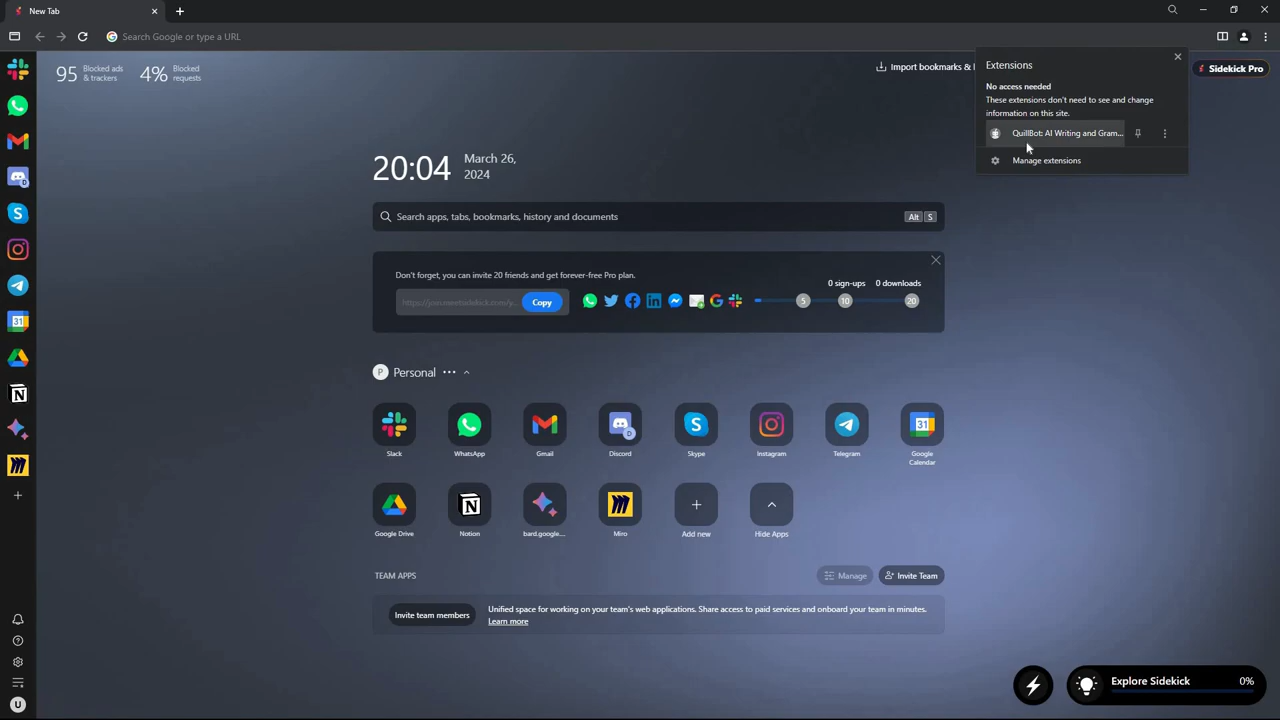 New Tab
Search Google or type a URL
95 Blocked ads & trackers
4% Blocked requests
Import bookmarks &
Sidekick Pro
Extensions
No access needed
These extensions don't need to see and change
information on this site.
QuillBot: AI Writing and Gram...
Manage extensions
20:04
March 26,
2024
Search apps, tabs, bookmarks, history and documents
Alt S
Don't forget, you can invite 20 friends and get forever-free Pro plan.
0 sign-ups 0 downloads
Copy
5 10 20
P Personal
Slack WhatsApp Gmail Discord Skype Instagram Telegram Google
Calendar
Google Drive Notion bard.google.... Miro Add new Hide Apps
TEAM APPS
Manage
Invite Team
Invite team members
Unified space for working on your team's web applications. Share access to paid services and onboard your team in minutes.
Learn more
Explore Sidekick 0%
U